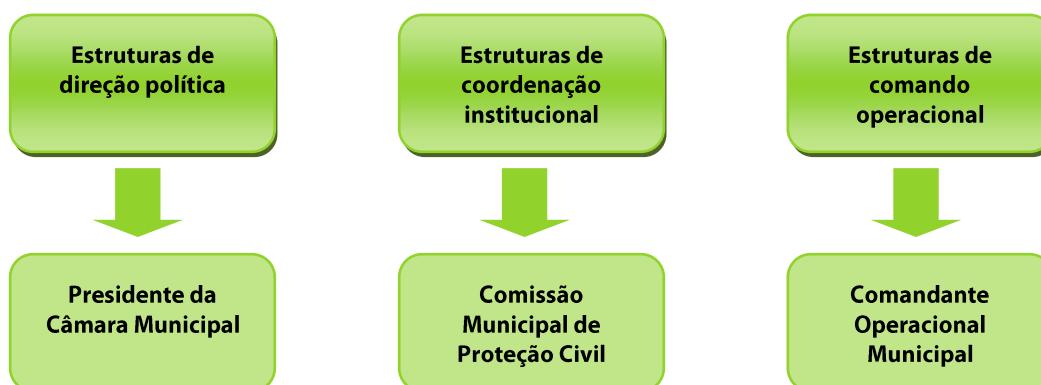 Estruturas de
direção política
Estruturas de
coordenação
institucional
Estruturas de
comando
operacional
Presidente da
Câmara Municipal
Comissão
Municipal de
Proteção Civil
Comandante
Operacional
Municipal